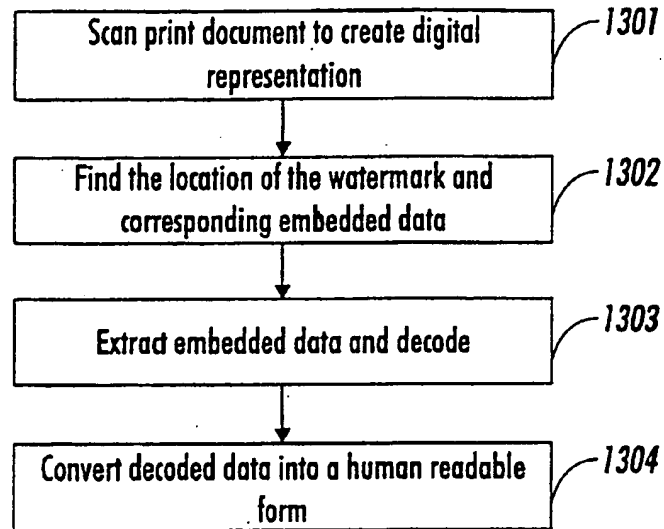 Scan print document to create digital
representation
1301
Find the location of the watermark and
corresponding embedded data
1302
Extract embedded data and decode
1303
Convert decoded data into a human readable
form
1304